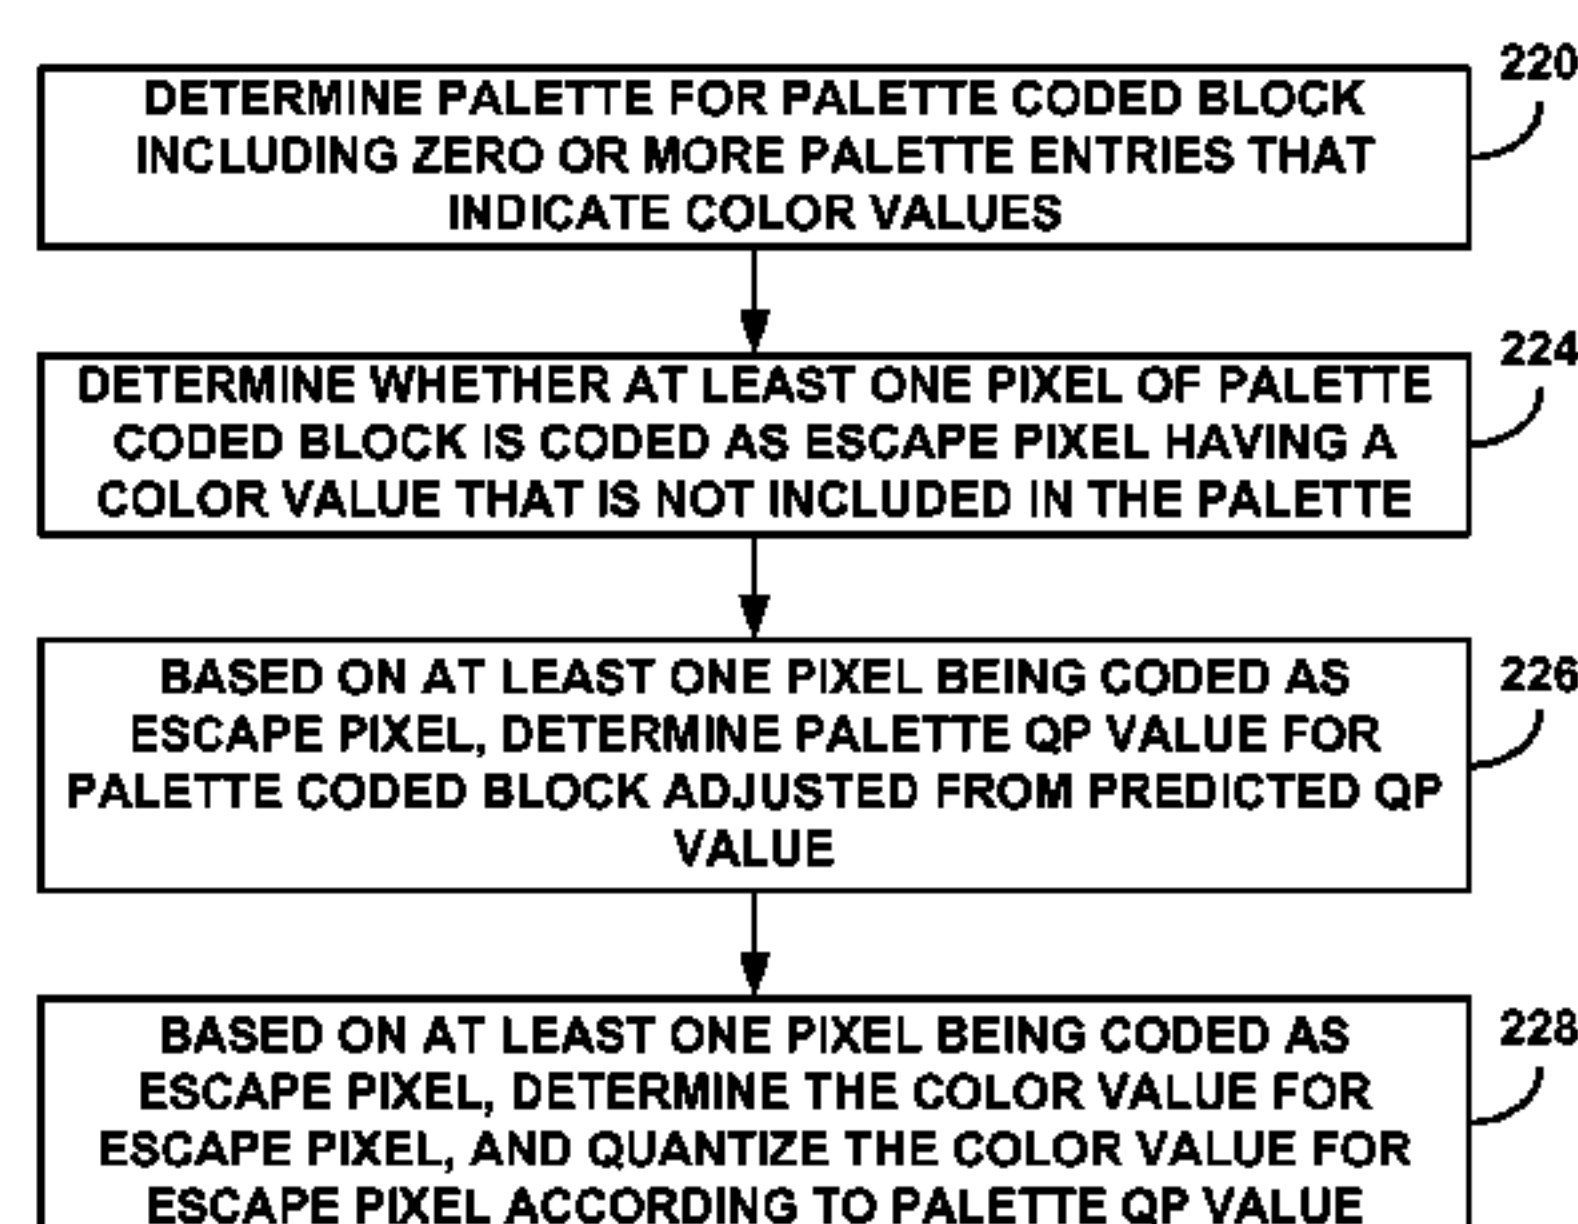 220
DETERMINE PALETTE FOR PALETTE CODED BLOCK
INCLUDING ZERO OR MORE PALETTE ENTRIES THAT
INDICATE COLOR VALUES
224
DETERMINE WHETHER AT LEAST ONE PIXEL OF PALETTE
CODED BLOCK IS CODED AS ESCAPE PIXEL HAVING A
COLOR VALUE THAT IS NOT INCLUDED IN THE PALETTE
226
BASED ON AT LEAST ONE PIXEL BEING CODED AS
ESCAPE PIXEL, DETERMINE PALETTE QP VALUE FOR
PALETTE CODED BLOCK ADJUSTED FROM PREDICTED QP
VALUE
228
BASED ON AT LEAST ONE PIXEL BEING CODED AS
ESCAPE PIXEL, DETERMINE THE COLOR VALUE FOR
ESCAPE PIXEL, AND QUANTIZE THE COLOR VALUE FOR
ESCAPE PIXEL ACCORDING TO PALETTE QP VALUE